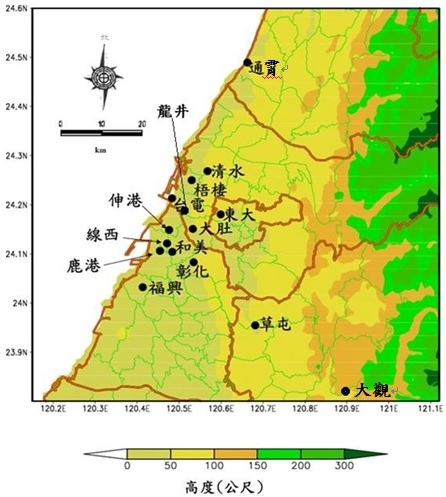 24.6N
24.5N
24.4N
24.3N
24.2N
24.1N
24N
23.9N
北
0 10 20
km
通霄
龍井
清水
梧棲
伸港
台電
東大
線西
大肚
和美
鹿港
彰化
福興
草屯
大觀
120.2E 120.3E 120.4E 120.5E 120.6E 120.7E 120.8E 120.9E 121E 121.1E
0 50 100 150 200 300
高度(公尺)